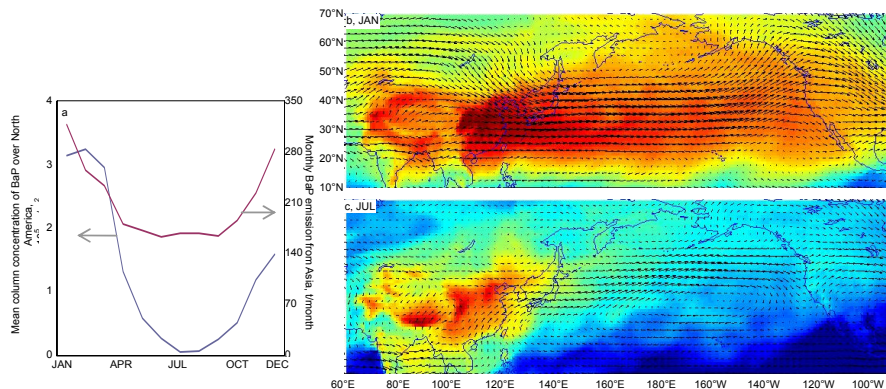 a
Mean column concentration of BaP over North
America,
4
3
2
1
0
350
280
210
140
70
0
Monthly BaP emission from Asia, t/month
JAN APR JUL OCT DEC
b, JAN
70°N
60°N
50°N
40°N
30°N
20°N
10°N
c, JUL
60°E 80°E 100°E 120°E 140°E 160°E 180°E 160°W 140°W 120°W 100°W